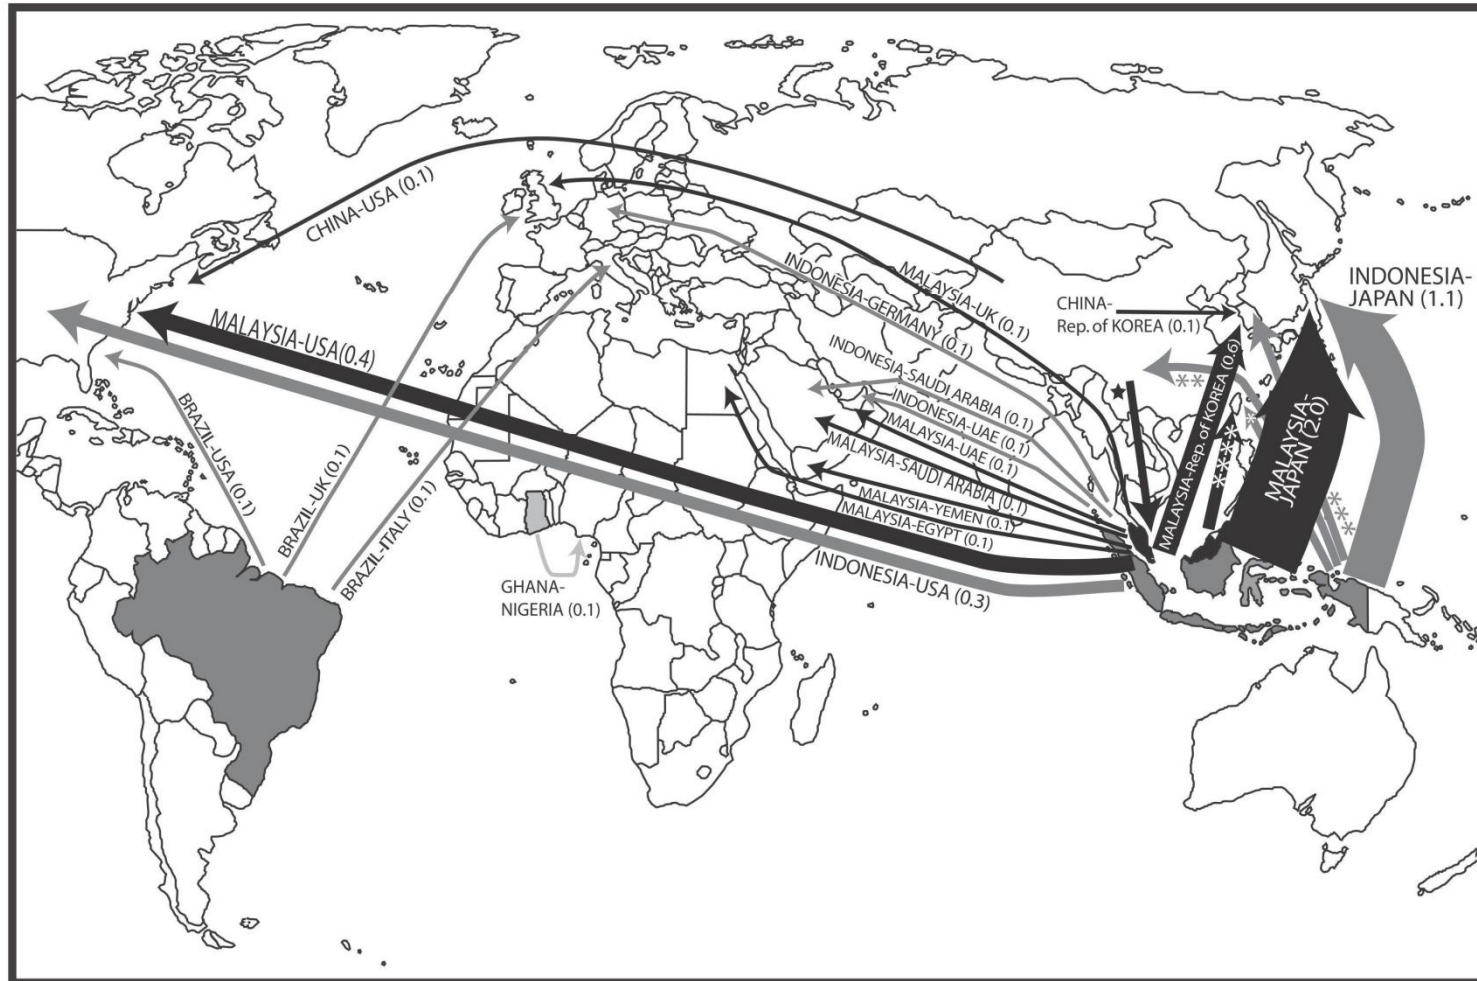 CHINA-USA (0.1)
MALAYSIA-USA(0.4)
BRAZIL-USA (0.1)
BRAZIL-UK (0.1)
BRAZIL-ITALY (0.1)
GHANA-
NIGERIA (0.1)
INDONESIA-USA (0.3)
MALAYSIA-UK (0.1)
INDONESIA-GERMANY (0.1)
INDONESIA-SAUDI ARABIA (0.1)
INDONESIA-UAE (0.1)
MALAYSIA-UAE (0.1)
MALAYSIA-SAUDI ARABIA (0.1)
MALAYSIA-YEMEN (0.1)
MALAYSIA-EGYPT (0.1)
CHINA-
Rep. of KOREA (0.1)
MALAYSIA-Rep. of KOREA (0.6)
★
**
*
****
***
MALAYSIA-
JAPAN (2.0)
INDONESIA-
JAPAN (1.1)